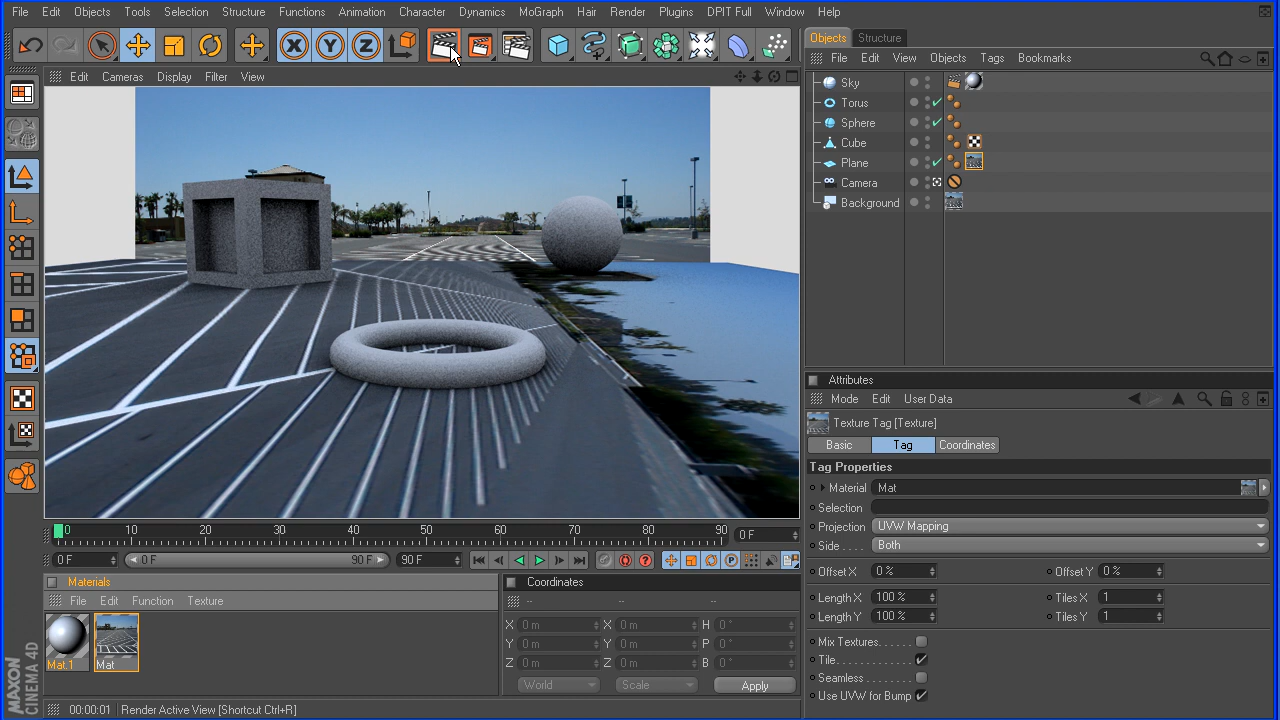 File Edit Objects Tools Selection Structure Functions Animation Character Dynamics MoGraph Hair Render Plugins DPIT Full Window Help
X Y Z
Objects Structure
File Edit View Objects Tags Bookmarks
Edit Cameras Display Filter View
Sky
Torus
Sphere
Cube
Plane
Camera
Background
Attributes
Mode Edit User Data
Texture Tag [Texture]
Basic Tag Coordinates
Tag Properties
Material Mat
Selection
Projection UVW Mapping
Side . . . . Both
Offset X 0 % Offset Y 0 %
Length X 100 % Tiles X 1
Length Y 100 % Tiles Y 1
Mix Textures. . . . . .
Tile. . . . . . . . . . . . . .
Seamless . . . . . . . .
Use UVW for Bump
0 10 20 30 40 50 60 70 80 90 0 F
0 F 0 F 90 F 90 F
P
Materials
File Edit Function Texture
Mat.1 Mat
Coordinates
-- -- --
X 0 m X 0 m H 0 °
Y 0 m Y 0 m P 0 °
Z 0 m Z 0 m B 0 °
World Scale Apply
MAXON
CINEMA 4D
00:00:01 Render Active View [Shortcut Ctrl+R]